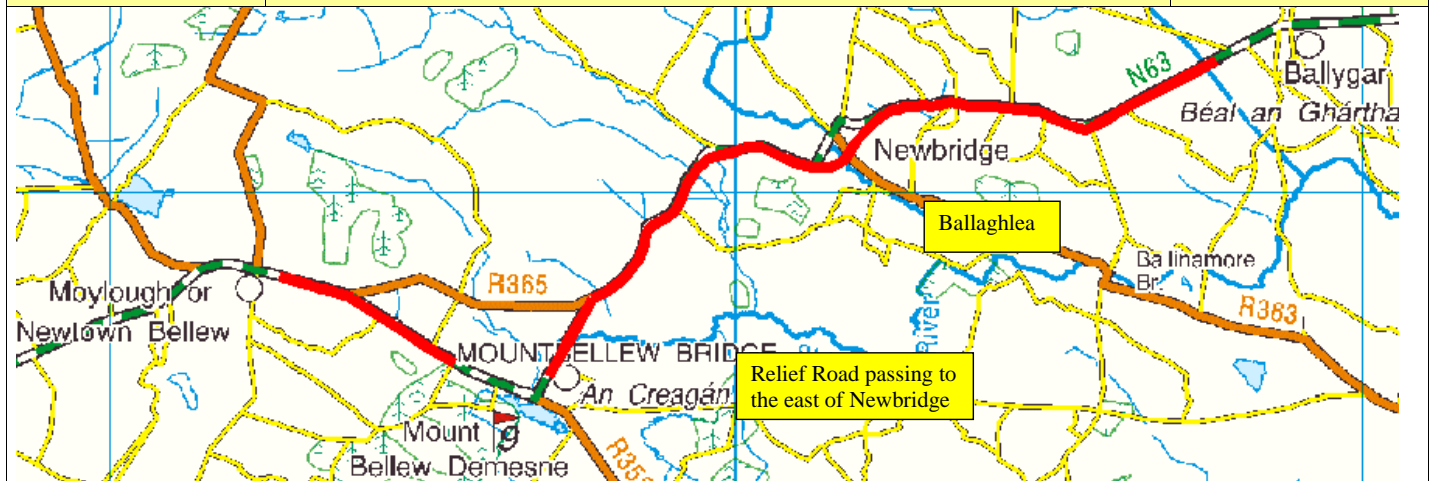 N63
Ballygar
Béal an Ghártha
Newbridge
Ballaghlea
Ballinamore
Br.
R365
R363
Moylough or
Newtown Bellew
MOUNTBELLEW BRIDGE
An Creagán
Relief Road passing to
the east of Newbridge
Mount
Bellew Demesne